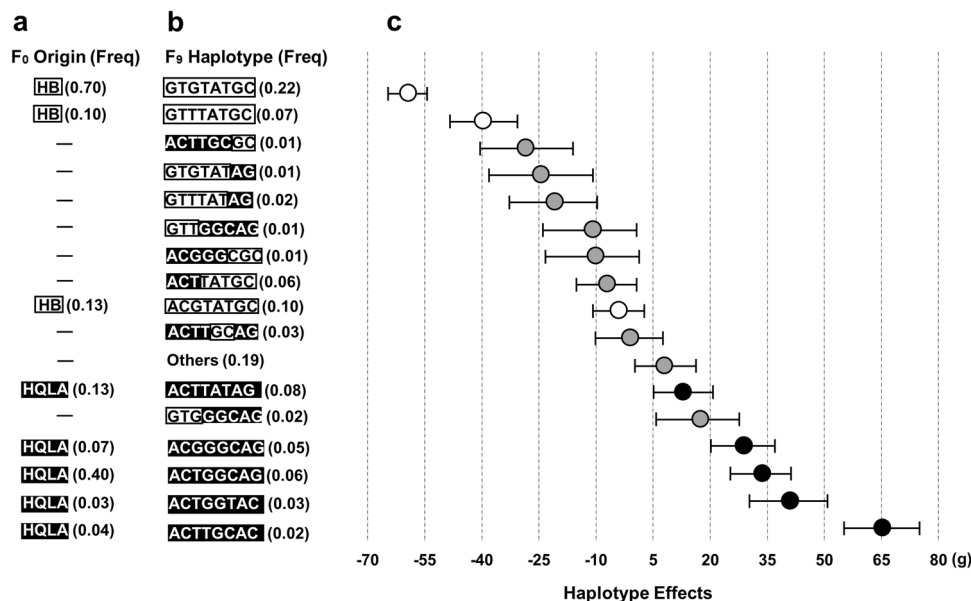 a b c
F₀ Origin (Freq) F₉ Haplotype (Freq)
HB (0.70) GTGTATGC (0.22)
HB (0.10) GTTTATGC (0.07)
— ACTTGCGC (0.01)
— GTGTATAG (0.01)
— GTTTATAG (0.02)
— GTTGGCAG (0.01)
— ACGGGCGC (0.01)
— ACTTATGC (0.06)
HB (0.13) ACGTATGC (0.10)
— ACTTGCAG (0.03)
— Others (0.19)
HQLA (0.13) ACTTATAG (0.08)
— GTGGGCAG (0.02)
HQLA (0.07) ACGGGCAG (0.05)
HQLA (0.40) ACTGGCAG (0.06)
HQLA (0.03) ACTGGTAC (0.03)
HQLA (0.04) ACTTGCAC (0.02)
-70 -55 -40 -25 -10 5 20 35 50 65 80 (g)
Haplotype Effects